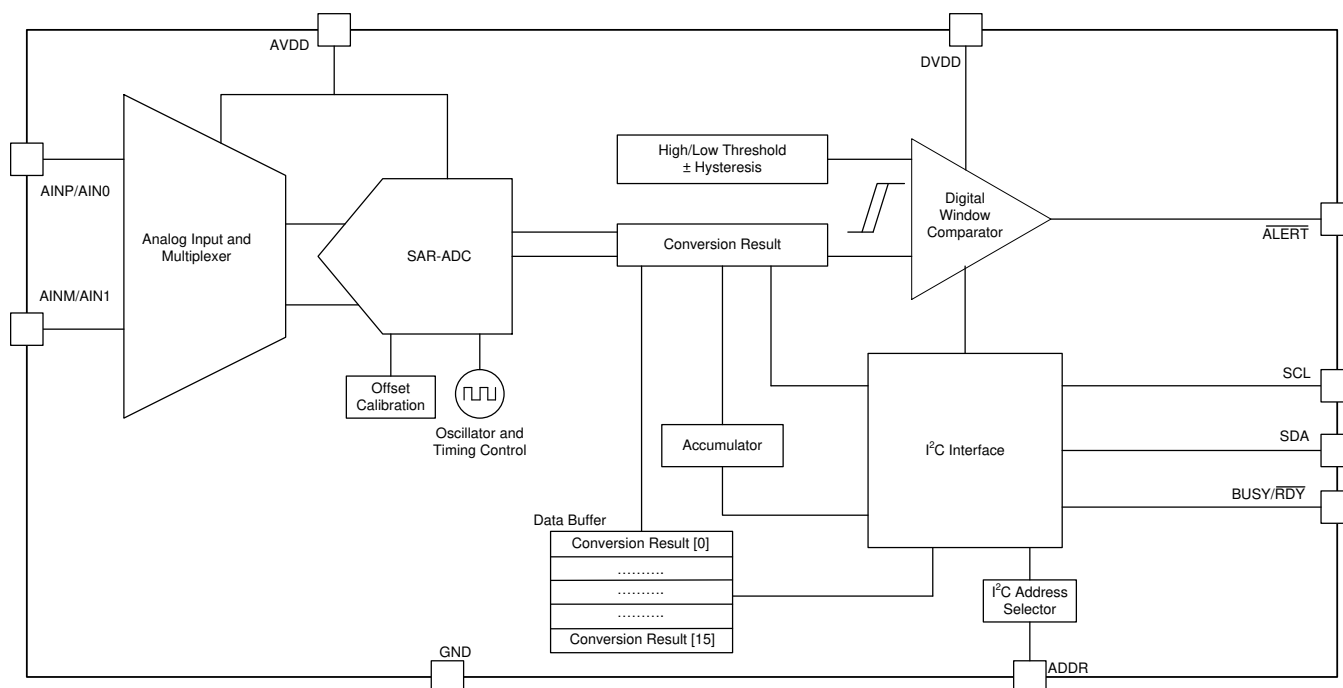 AVDD
DVDD
AINP/AIN0
High/Low Threshold
± Hysteresis
Analog Input and
Multiplexer
SAR-ADC
Conversion Result
Digital
Window
Comparator
ALERT
AINM/AIN1
Offset
Calibration
Oscillator and
Timing Control
Accumulator
I²C Interface
SCL
SDA
BUSY/RDY
Data Buffer
Conversion Result [0]
..........
..........
..........
Conversion Result [15]
I²C Address
Selector
GND
ADDR